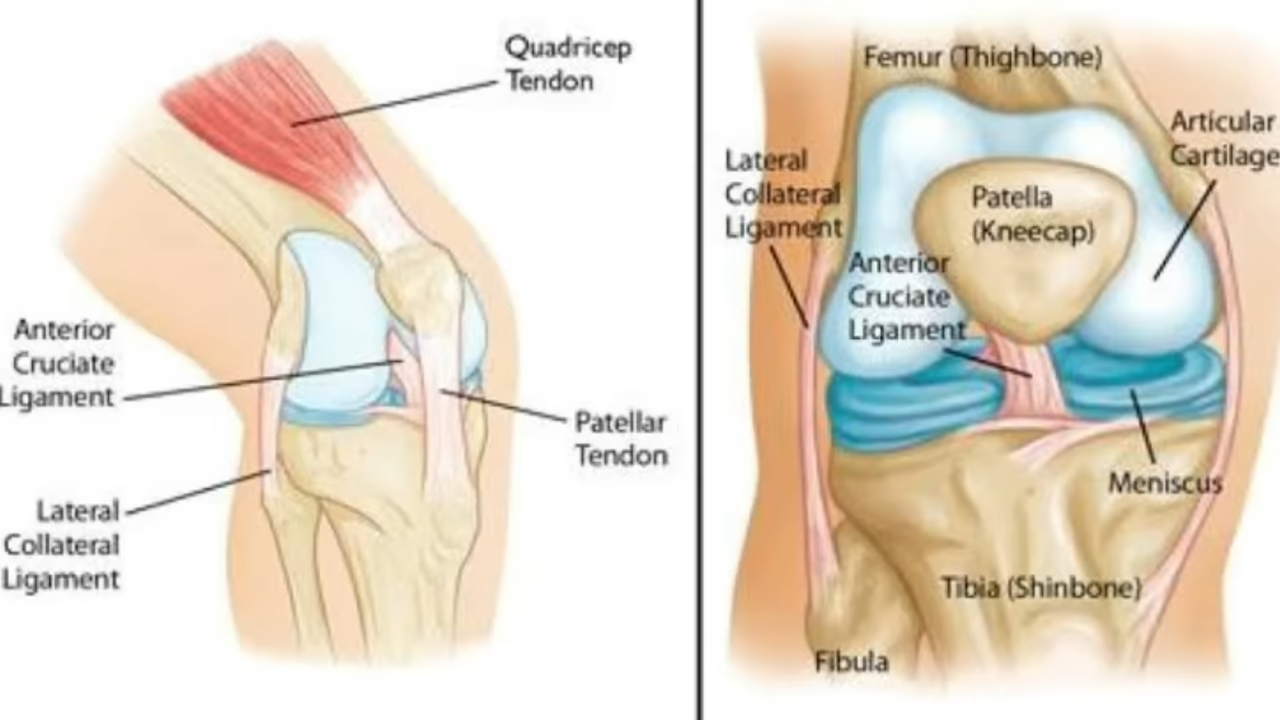 Quadricep
Tendon
Anterior
Cruciate
Ligament
Patellar
Tendon
Lateral
Collateral
Ligament
Femur (Thighbone)
Articular
Cartilage
Lateral
Collateral
Ligament
Patella
(Kneecap)
Anterior
Cruciate
Ligament
Meniscus
Tibia (Shinbone)
Fibula